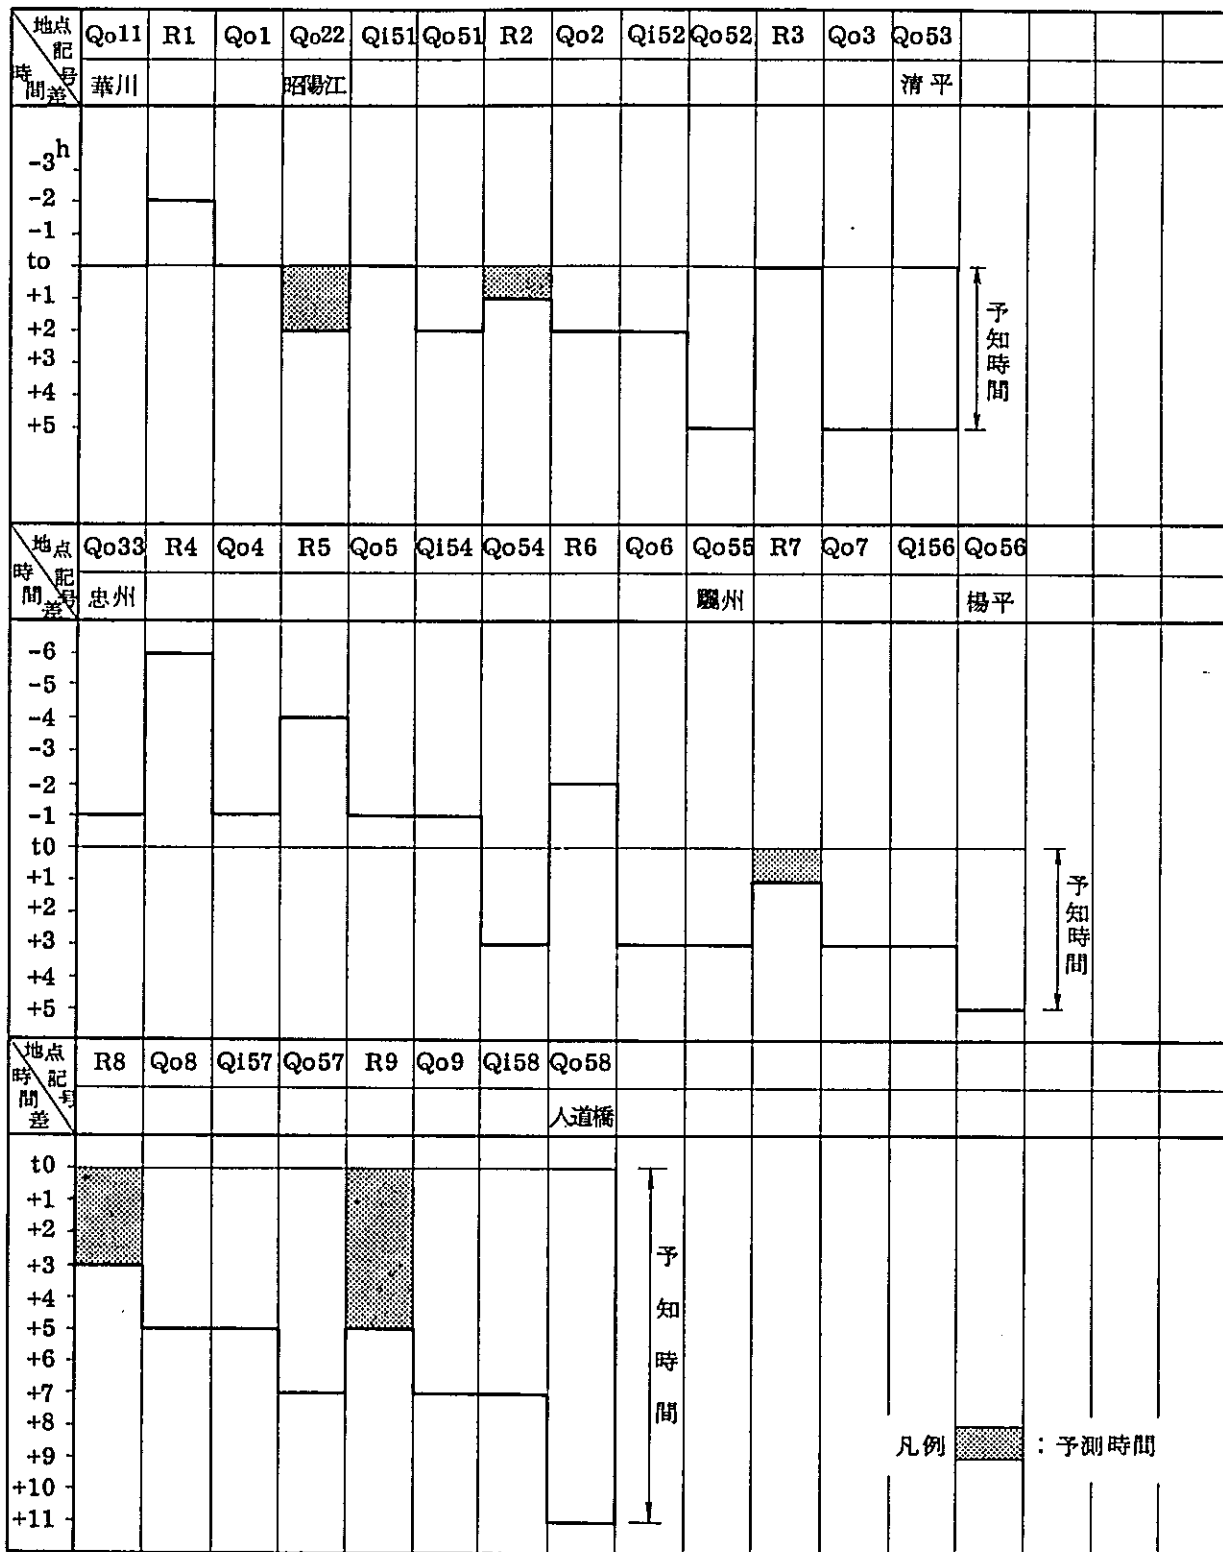 地点記号 Qo11 R1 Qo1 Qo22 Qi51 Qo51 R2 Qo2 Qi52 Qo52 R3 Qo3 Qo53
時間差 華川 昭陽江 清平
-3h
-2
-1
to
+1
+2
+3
+4
+5
予知時間
地点記号 Qo33 R4 Qo4 R5 Qo5 Qi54 Qo54 R6 Qo6 Qo55 R7 Qo7 Qi56 Qo56
時間差 忠州 驪州 楊平
-6
-5
-4
-3
-2
-1
t0
+1
+2
+3
+4
+5
予知時間
地点記号 R8 Qo8 Qi57 Qo57 R9 Qo9 Qi58 Qo58
時間差 人道橋
t0
+1
+2
+3
+4
+5
+6
+7
+8
+9
+10
+11
予知時間
凡例 : 予測時間